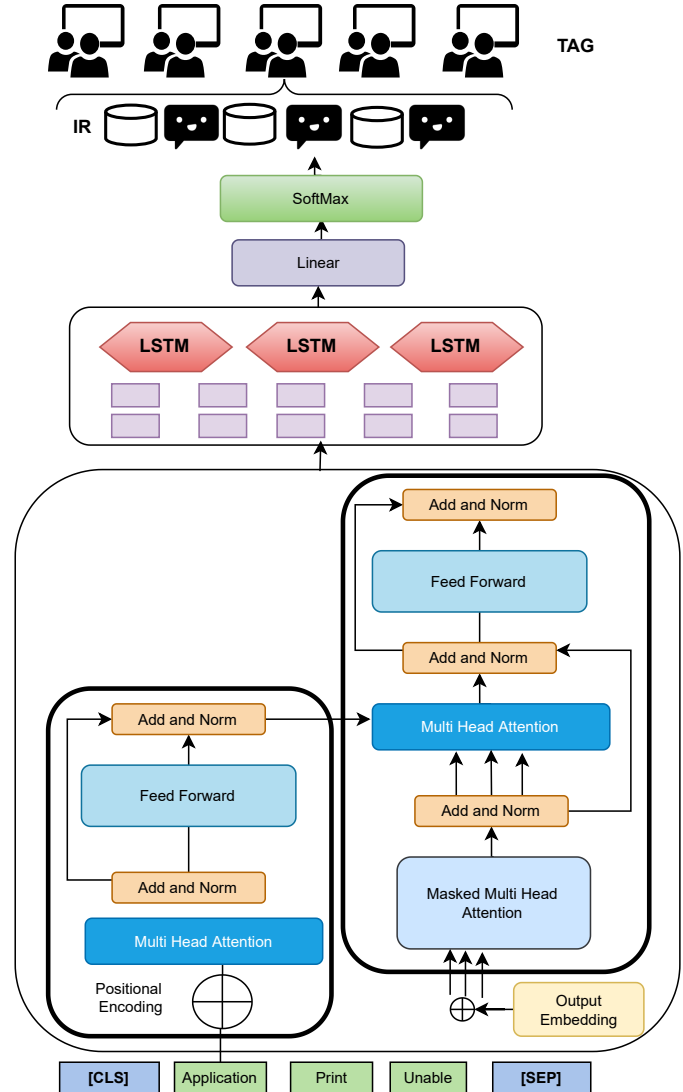 TAG
IR
SoftMax
Linear
LSTM LSTM LSTM
Add and Norm
Feed Forward
Add and Norm
Multi Head Attention
Add and Norm
Masked Multi Head
Attention
Output
Embedding
Add and Norm
Feed Forward
Add and Norm
Multi Head Attention
Positional
Encoding
[CLS] Application Print Unable [SEP]